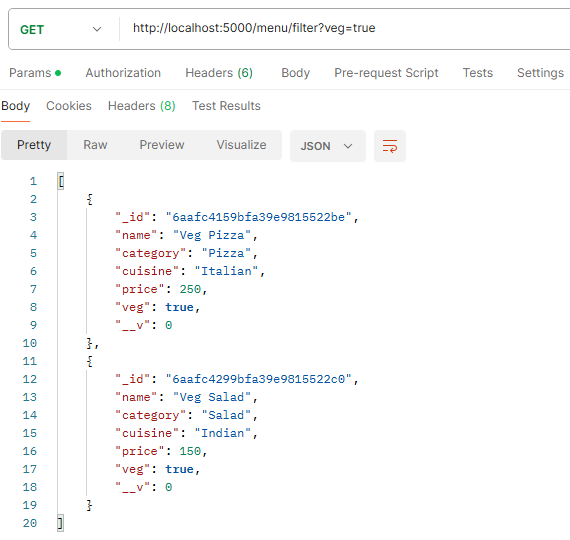 GET http://localhost:5000/menu/filter?veg=true
Params Authorization Headers (6) Body Pre-request Script Tests Settings
Body Cookies Headers (8) Test Results
Pretty Raw Preview Visualize JSON
1 [
2 {
3 "_id": "6aafc4159bfa39e9815522be",
4 "name": "Veg Pizza",
5 "category": "Pizza",
6 "cuisine": "Italian",
7 "price": 250,
8 "veg": true,
9 "__v": 0
10 },
11 {
12 "_id": "6aafc4299bfa39e9815522c0",
13 "name": "Veg Salad",
14 "category": "Salad",
15 "cuisine": "Indian",
16 "price": 150,
17 "veg": true,
18 "__v": 0
19 }
20 ]